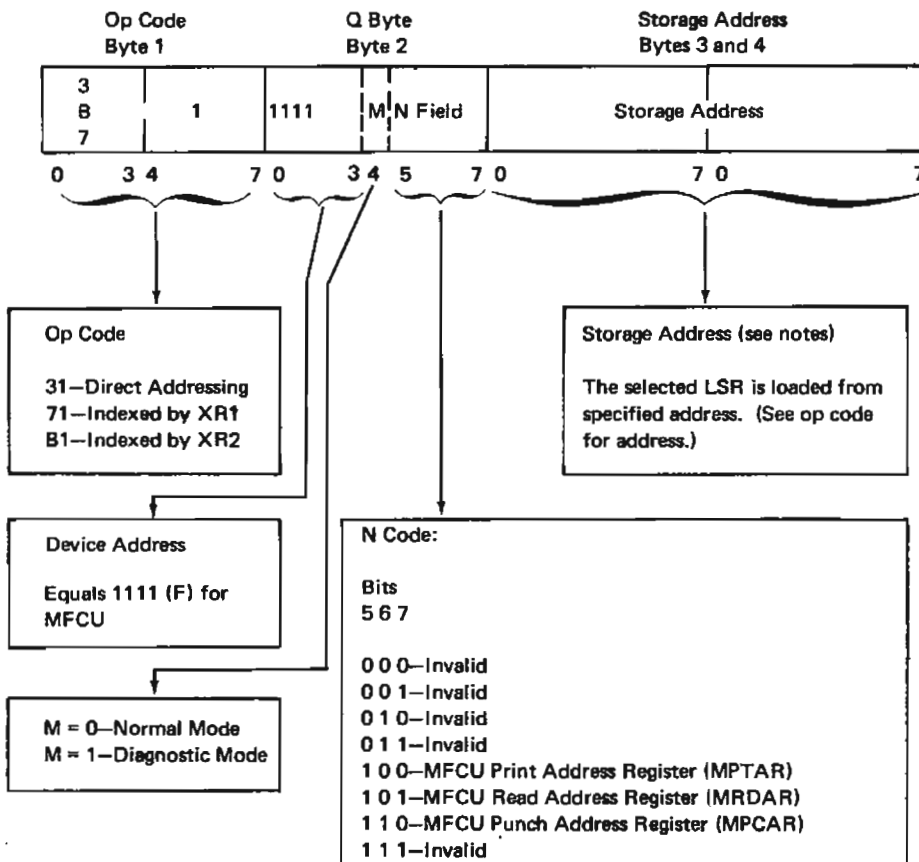 Op Code Q Byte Storage Address
Byte 1 Byte 2 Bytes 3 and 4
3
B 1 1111 M N Field Storage Address
7
0 3 4 7 0 3 4 5 7 0 7 0 7
Op Code
31—Direct Addressing
71—Indexed by XR1
B1—Indexed by XR2
Storage Address (see notes)
The selected LSR is loaded from
specified address. (See op code
for address.)
Device Address
Equals 1111 (F) for
MFCU
M = 0—Normal Mode
M = 1—Diagnostic Mode
N Code:
Bits
5 6 7
0 0 0—Invalid
0 0 1—Invalid
0 1 0—Invalid
0 1 1—Invalid
1 0 0—MFCU Print Address Register (MPTAR)
1 0 1—MFCU Read Address Register (MRDAR)
1 1 0—MFCU Punch Address Register (MPCAR)
1 1 1—Invalid